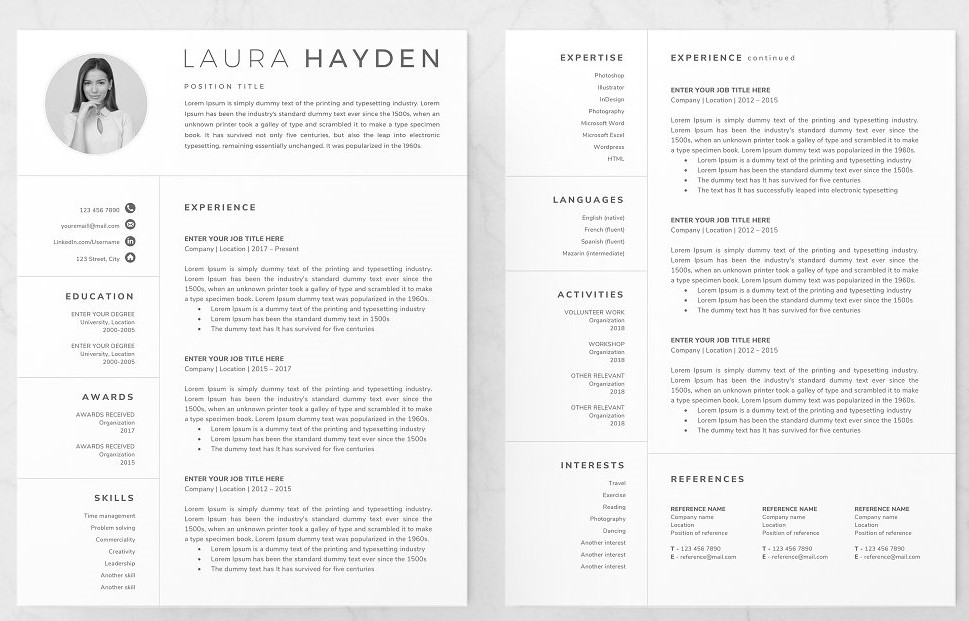 LAURA HAYDEN
POSITION TITLE
Lorem Ipsum is simply dummy text of the printing and typesetting industry. Lorem
Ipsum has been the industry's standard dummy text ever since the 1500s, when an
unknown printer took a galley of type and scrambled it to make a type specimen
book. It has survived not only five centuries, but also the leap into electronic
typesetting, remaining essentially unchanged. It was popularized in the 1960c.
123 456 7890
youremaill@mail.com
LinkedIn.com/Username
in
123 Street, City
EDUCATION
ENTER YOUR DEGREE
University, Location
2000-2005
ENTER YOUR DEGREE
University, Location
2000-2005
AWARDS
AWARDS RECEIVED
Organization
2017
AWARDS RECEIVED
Organization
2015
SKILLS
Time management
Problem solving
Commerciality
Creativity
Leadership
Another skill
Another skill
EXPERIENCE
ENTER YOUR JOB TITLE HERE
Company | Location | 2017 – Present
Lorem Ipsum is simply dummy text of the printing and typesetting industry.
Lorem Ipsum has been the industry's standard dummy text ever since the
1500s, when an unknown printer took a galley of type and scrambled it to make
a type specimen book. Lorem Ipsum dummy text was popularized in the 1960s.
• Lorem Ipsum is a dummy text of the printing and typesetting industry
• Lorem Ipsum has been the standard dummy text in 1500s
• The dummy text has It has survived for five centuries
ENTER YOUR JOB TITLE HERE
Company | Location | 2015 – 2017
Lorem Ipsum is simply dummy text of the printing and typesetting industry.
Lorem Ipsum has been the industry's standard dummy text ever since the
1500s, when an unknown printer took a galley of type and scrambled it to make
a type specimen book. Lorem Ipsum dummy text was popularized in the 1960s.
• Lorem Ipsum is a dummy text of the printing and typesetting industry
• Lorem Ipsum has been the standard dummy text ever since the 1500s
• The dummy text has It has survived for five centuries
ENTER YOUR JOB TITLE HERE
Company | Location | 2012 – 2015
Lorem Ipsum is simply dummy text of the printing and typesetting industry.
Lorem Ipsum has been the industry's standard dummy text ever since the
1500s, when an unknown printer took a galley of type and scrambled it to make
a type specimen book. Lorem Ipsum dummy text was popularized in the 1960s.
• Lorem Ipsum is a dummy text of the printing and typesetting industry
• Lorem Ipsum has been the standard dummy text ever since the 1500s
• The dummy text has It has survived for five centuries
EXPERTISE
Photoshop
Illustrator
InDesign
Photography
Microsoft Word
Microsoft Excel
Wordpress
HTML
LANGUAGES
English (native)
French (fluent)
Spanish (fluent)
Mazarin (intermediate)
ACTIVITIES
VOLLUNTEER WORK
Organization
2018
WORKSHOP
Organization
2018
OTHER RELEVANT
Organization
2018
OTHER RELEVANT
Organization
2018
INTERESTS
Travel
Exercise
Reading
Photography
Dancing
Another interest
Another interest
Another interest
EXPERIENCE continued
ENTER YOUR JOB TITLE HERE
Company | Location | 2012 – 2015
Lorem Ipsum is simply dummy text of the printing and typesetting industry.
Lorem Ipsum has been the industry's standard dummy text ever since the
1500s, when an unknown printer took a galley of type and scrambled it to make
a type specimen book. Lorem Ipsum dummy text was popularized in the 1960s.
• Lorem Ipsum is a dummy text of the printing and typesetting industry
• Lorem Ipsum has been the standard dummy text ever since the 1500s
• The dummy text has It has survived for five centuries
• The text has It has successfully leaped into electronic typesetting
ENTER YOUR JOB TITLE HERE
Company | Location | 2012 – 2015
Lorem Ipsum is simply dummy text of the printing and typesetting industry.
Lorem Ipsum has been the industry's standard dummy text ever since the
1500s, when an unknown printer took a galley of type and scrambled it to make
a type specimen book. Lorem Ipsum dummy text was popularized in the 1960s.
• Lorem Ipsum is a dummy text of the printing and typesetting industry
• Lorem Ipsum has been the standard dummy text ever since the 1500s
• The dummy text has It has survived for five centuries
ENTER YOUR JOB TITLE HERE
Company | Location | 2012 – 2015
Lorem Ipsum is simply dummy text of the printing and typesetting industry.
Lorem Ipsum has been the industry's standard dummy text ever since the
1500s, when an unknown printer took a galley of type and scrambled it to make
a type specimen book. Lorem Ipsum dummy text was popularized in the 1960s.
• Lorem Ipsum is a dummy text of the printing and typesetting industry
• Lorem Ipsum has been the standard dummy text ever since the 1500s
• The dummy text has It has survived for five centuries
REFERENCES
REFERENCE NAME
Company name
Location
Position of reference
T - 123 456 7890
E - reference@mail.com
REFERENCE NAME
Company name
Location
Position of reference
T - 123 456 7890
E - reference@mail.com
REFERENCE NAME
Company name
Location
Position of reference
T - 123 456 7890
E - reference@mail.com